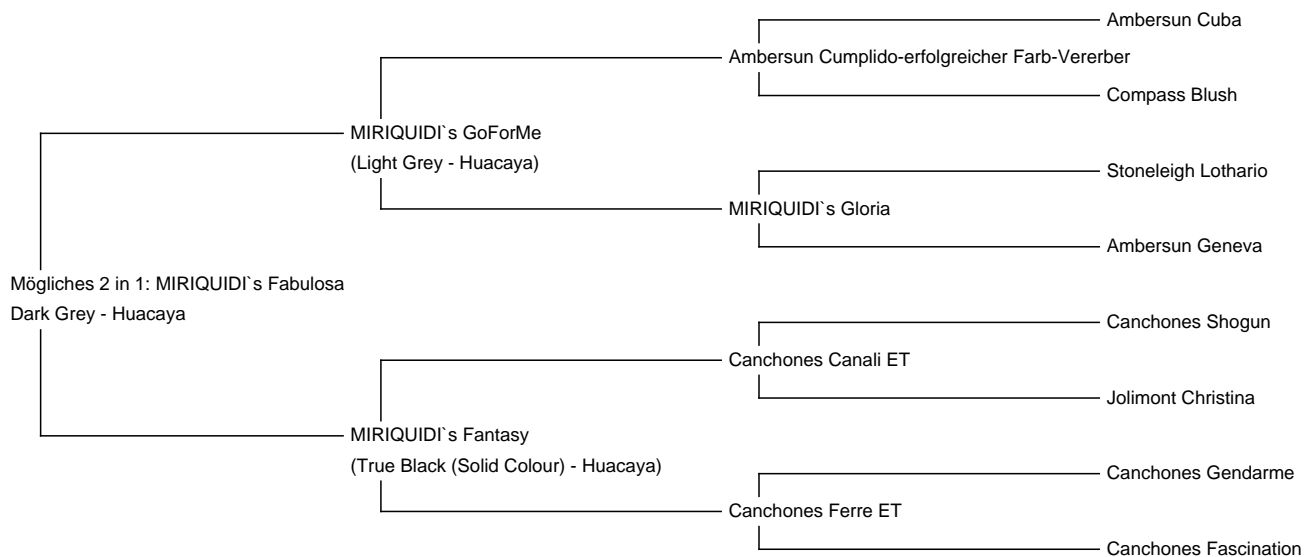 Ambersun Cuba
Ambersun Cumplido-erfolgreicher Farb-Vererber
Compass Blush
MIRIQUIDI`s GoForMe
(Light Grey - Huacaya)
Stoneleigh Lothario
MIRIQUIDI`s Gloria
Ambersun Geneva
Mögliches 2 in 1: MIRIQUIDI`s Fabulosa
Dark Grey - Huacaya
Canchones Shogun
Canchones Canali ET
Jolimont Christina
MIRIQUIDI`s Fantasy
(True Black (Solid Colour) - Huacaya)
Canchones Gendarme
Canchones Ferre ET
Canchones Fascination